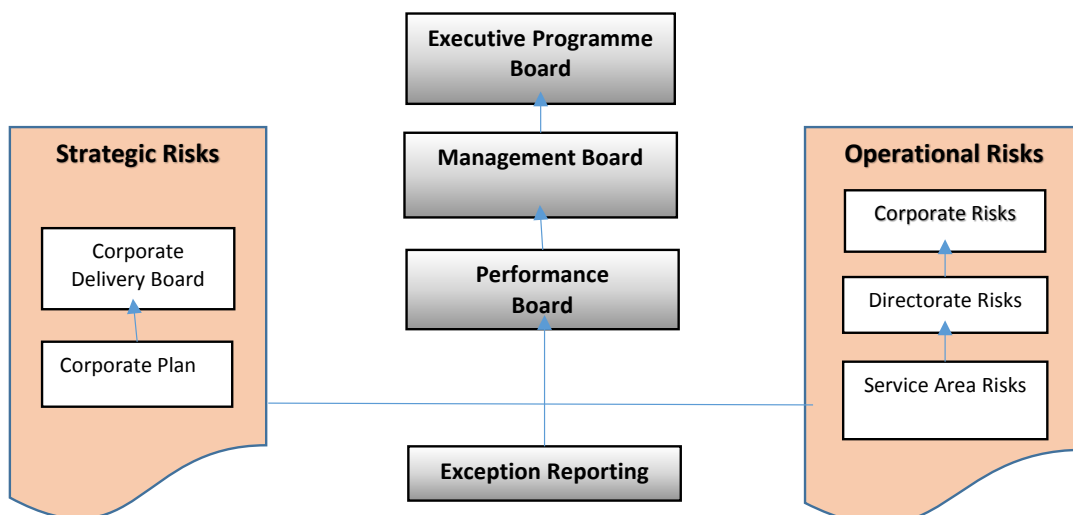 Executive Programme
Board
Strategic Risks
Management Board
Operational Risks
Corporate Risks
Corporate
Delivery Board
Performance
Board
Directorate Risks
Corporate Plan
Service Area Risks
Exception Reporting